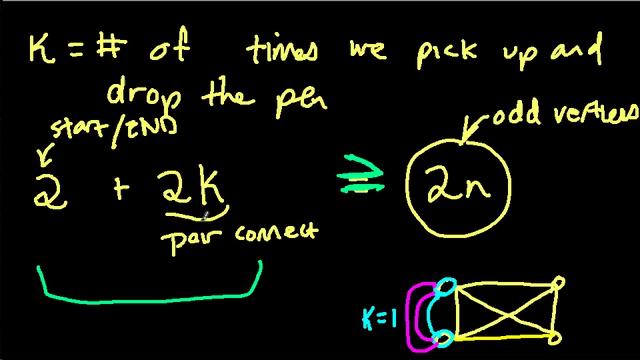 K = # of times we pick up and
drop the pen
start/END
odd vertices
2 + 2K ≥ 2n
pair connect
K=1